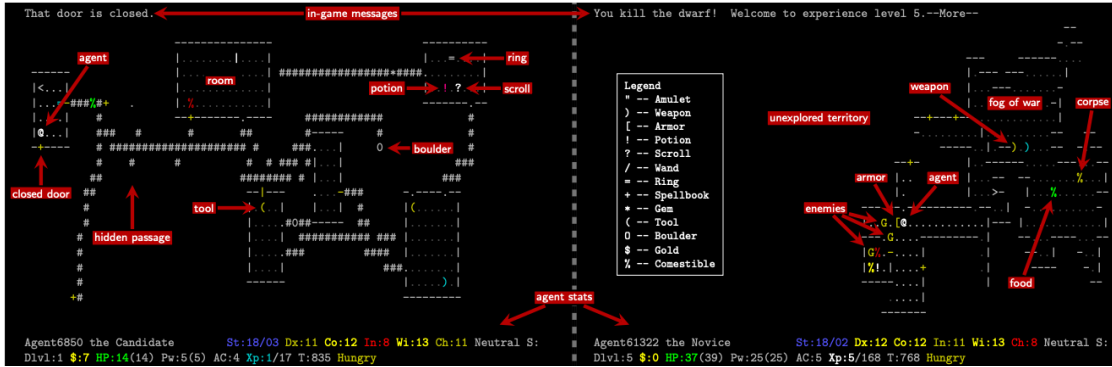 That door is closed.
in-game messages
You kill the dwarf!  Welcome to experience level 5.--More--
agent
room
ring
potion
scroll
boulder
closed door
tool
hidden passage
agent stats
Legend
" -- Amulet
) -- Weapon
[ -- Armor
! -- Potion
? -- Scroll
/ -- Wand
= -- Ring
+ -- Spellbook
* -- Gem
( -- Tool
0 -- Boulder
$ -- Gold
% -- Comestible
weapon
fog of war
corpse
unexplored territory
armor
agent
enemies
food
Agent6850 the Candidate St:18/03 Dx:11 Co:12 In:8 Wi:13 Ch:11 Neutral S:
Dlvl:1 $:7 HP:14(14) Pw:5(5) AC:4 Xp:1/17 T:835 Hungry
Agent61322 the Novice St:18/02 Dx:12 Co:12 In:11 Wi:13 Ch:8 Neutral S:
Dlvl:5 $:0 HP:37(39) Pw:25(25) AC:5 Xp:5/168 T:768 Hungry